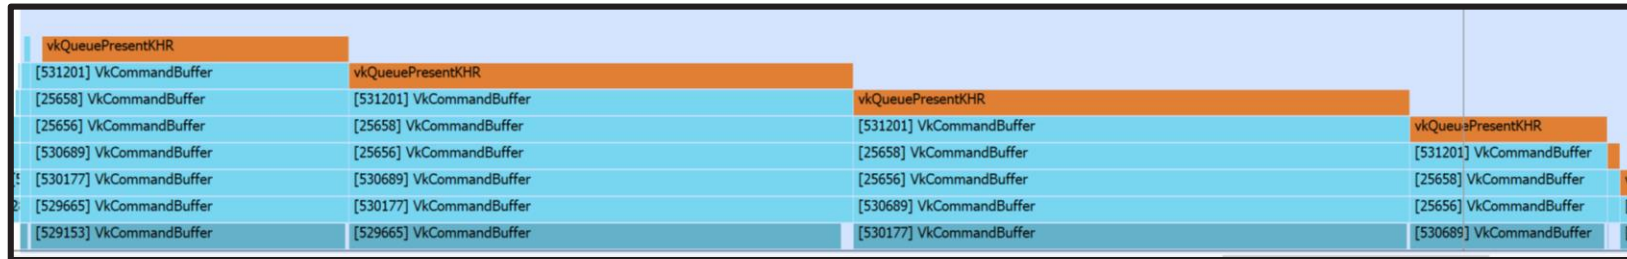 vkQueuePresentKHR
[531201] VkCommandBuffer vkQueuePresentKHR
[25658] VkCommandBuffer [531201] VkCommandBuffer vkQueuePresentKHR
[25656] VkCommandBuffer [25658] VkCommandBuffer [531201] VkCommandBuffer vkQueuePresentKHR
[530689] VkCommandBuffer [25656] VkCommandBuffer [25658] VkCommandBuffer [531201] VkCommandBuffer
[530177] VkCommandBuffer [530689] VkCommandBuffer [25656] VkCommandBuffer [25658] VkCommandBuffer
[529665] VkCommandBuffer [530177] VkCommandBuffer [530689] VkCommandBuffer [25656] VkCommandBuffer
[529153] VkCommandBuffer [529665] VkCommandBuffer [530177] VkCommandBuffer [530689] VkCommandBuffer